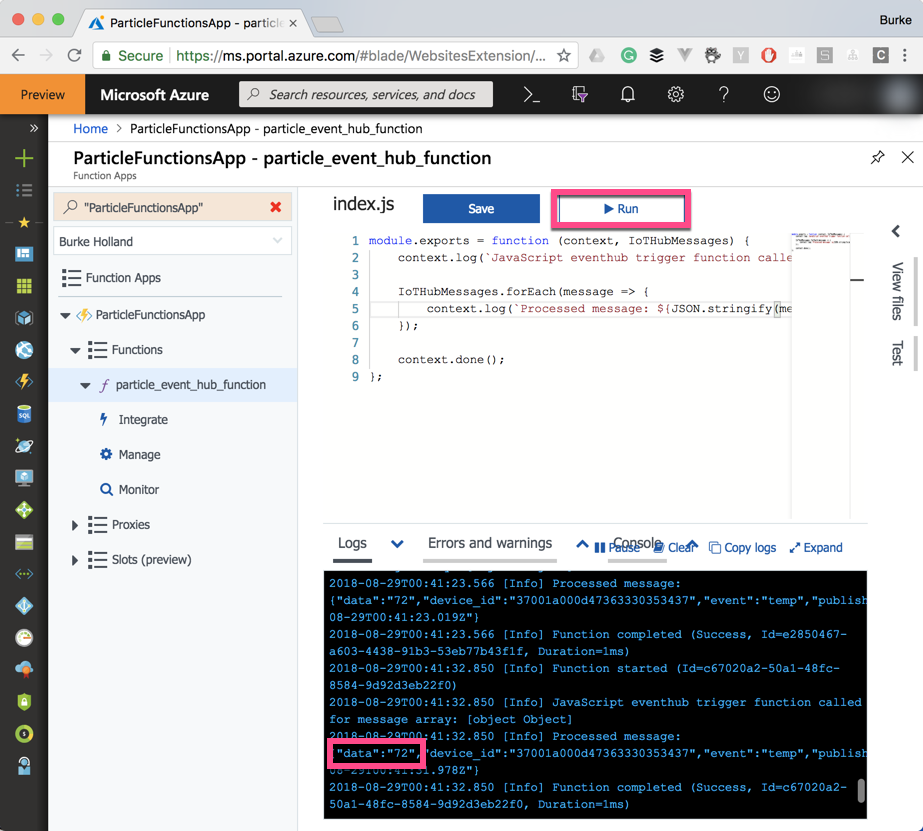 ParticleFunctionsApp - particle
Burke
Secure https://ms.portal.azure.com/#blade/WebsitesExtension/...
Preview Microsoft Azure Search resources, services, and docs
Home > ParticleFunctionsApp - particle_event_hub_function
ParticleFunctionsApp - particle_event_hub_function
Function Apps
"ParticleFunctionsApp"
Burke Holland
Function Apps
ParticleFunctionsApp
Functions
particle_event_hub_function
Integrate
Manage
Monitor
Proxies
Slots (preview)
index.js Save Run
1 module.exports = function (context, IoTHubMessages) {
2 context.log(`JavaScript eventhub trigger function calle
3
4 IoTHubMessages.forEach(message => {
5 context.log(`Processed message: ${JSON.stringify(me
6 });
7
8 context.done();
9 };
View files
Test
Logs Errors and warnings Console Pause Clear Copy logs Expand
2018-08-29T00:41:23.566 [Info] Processed message:
{"data":"72","device_id":"37001a000d47363330353437","event":"temp","publish
08-29T00:41:23.019Z"}
2018-08-29T00:41:23.566 [Info] Function completed (Success, Id=e2850467-
a603-4438-91b3-53eb77b43f1f, Duration=1ms)
2018-08-29T00:41:32.850 [Info] Function started (Id=c67020a2-50a1-48fc-
8584-9d92d3eb22f0)
2018-08-29T00:41:32.850 [Info] JavaScript eventhub trigger function called
for message array: [object Object]
2018-08-29T00:41:32.850 [Info] Processed message:
"data":"72","device_id":"37001a000d47363330353437","event":"temp","publish
08-29T00:41:31.978Z"}
2018-08-29T00:41:32.850 [Info] Function completed (Success, Id=c67020a2-
50a1-48fc-8584-9d92d3eb22f0, Duration=1ms)